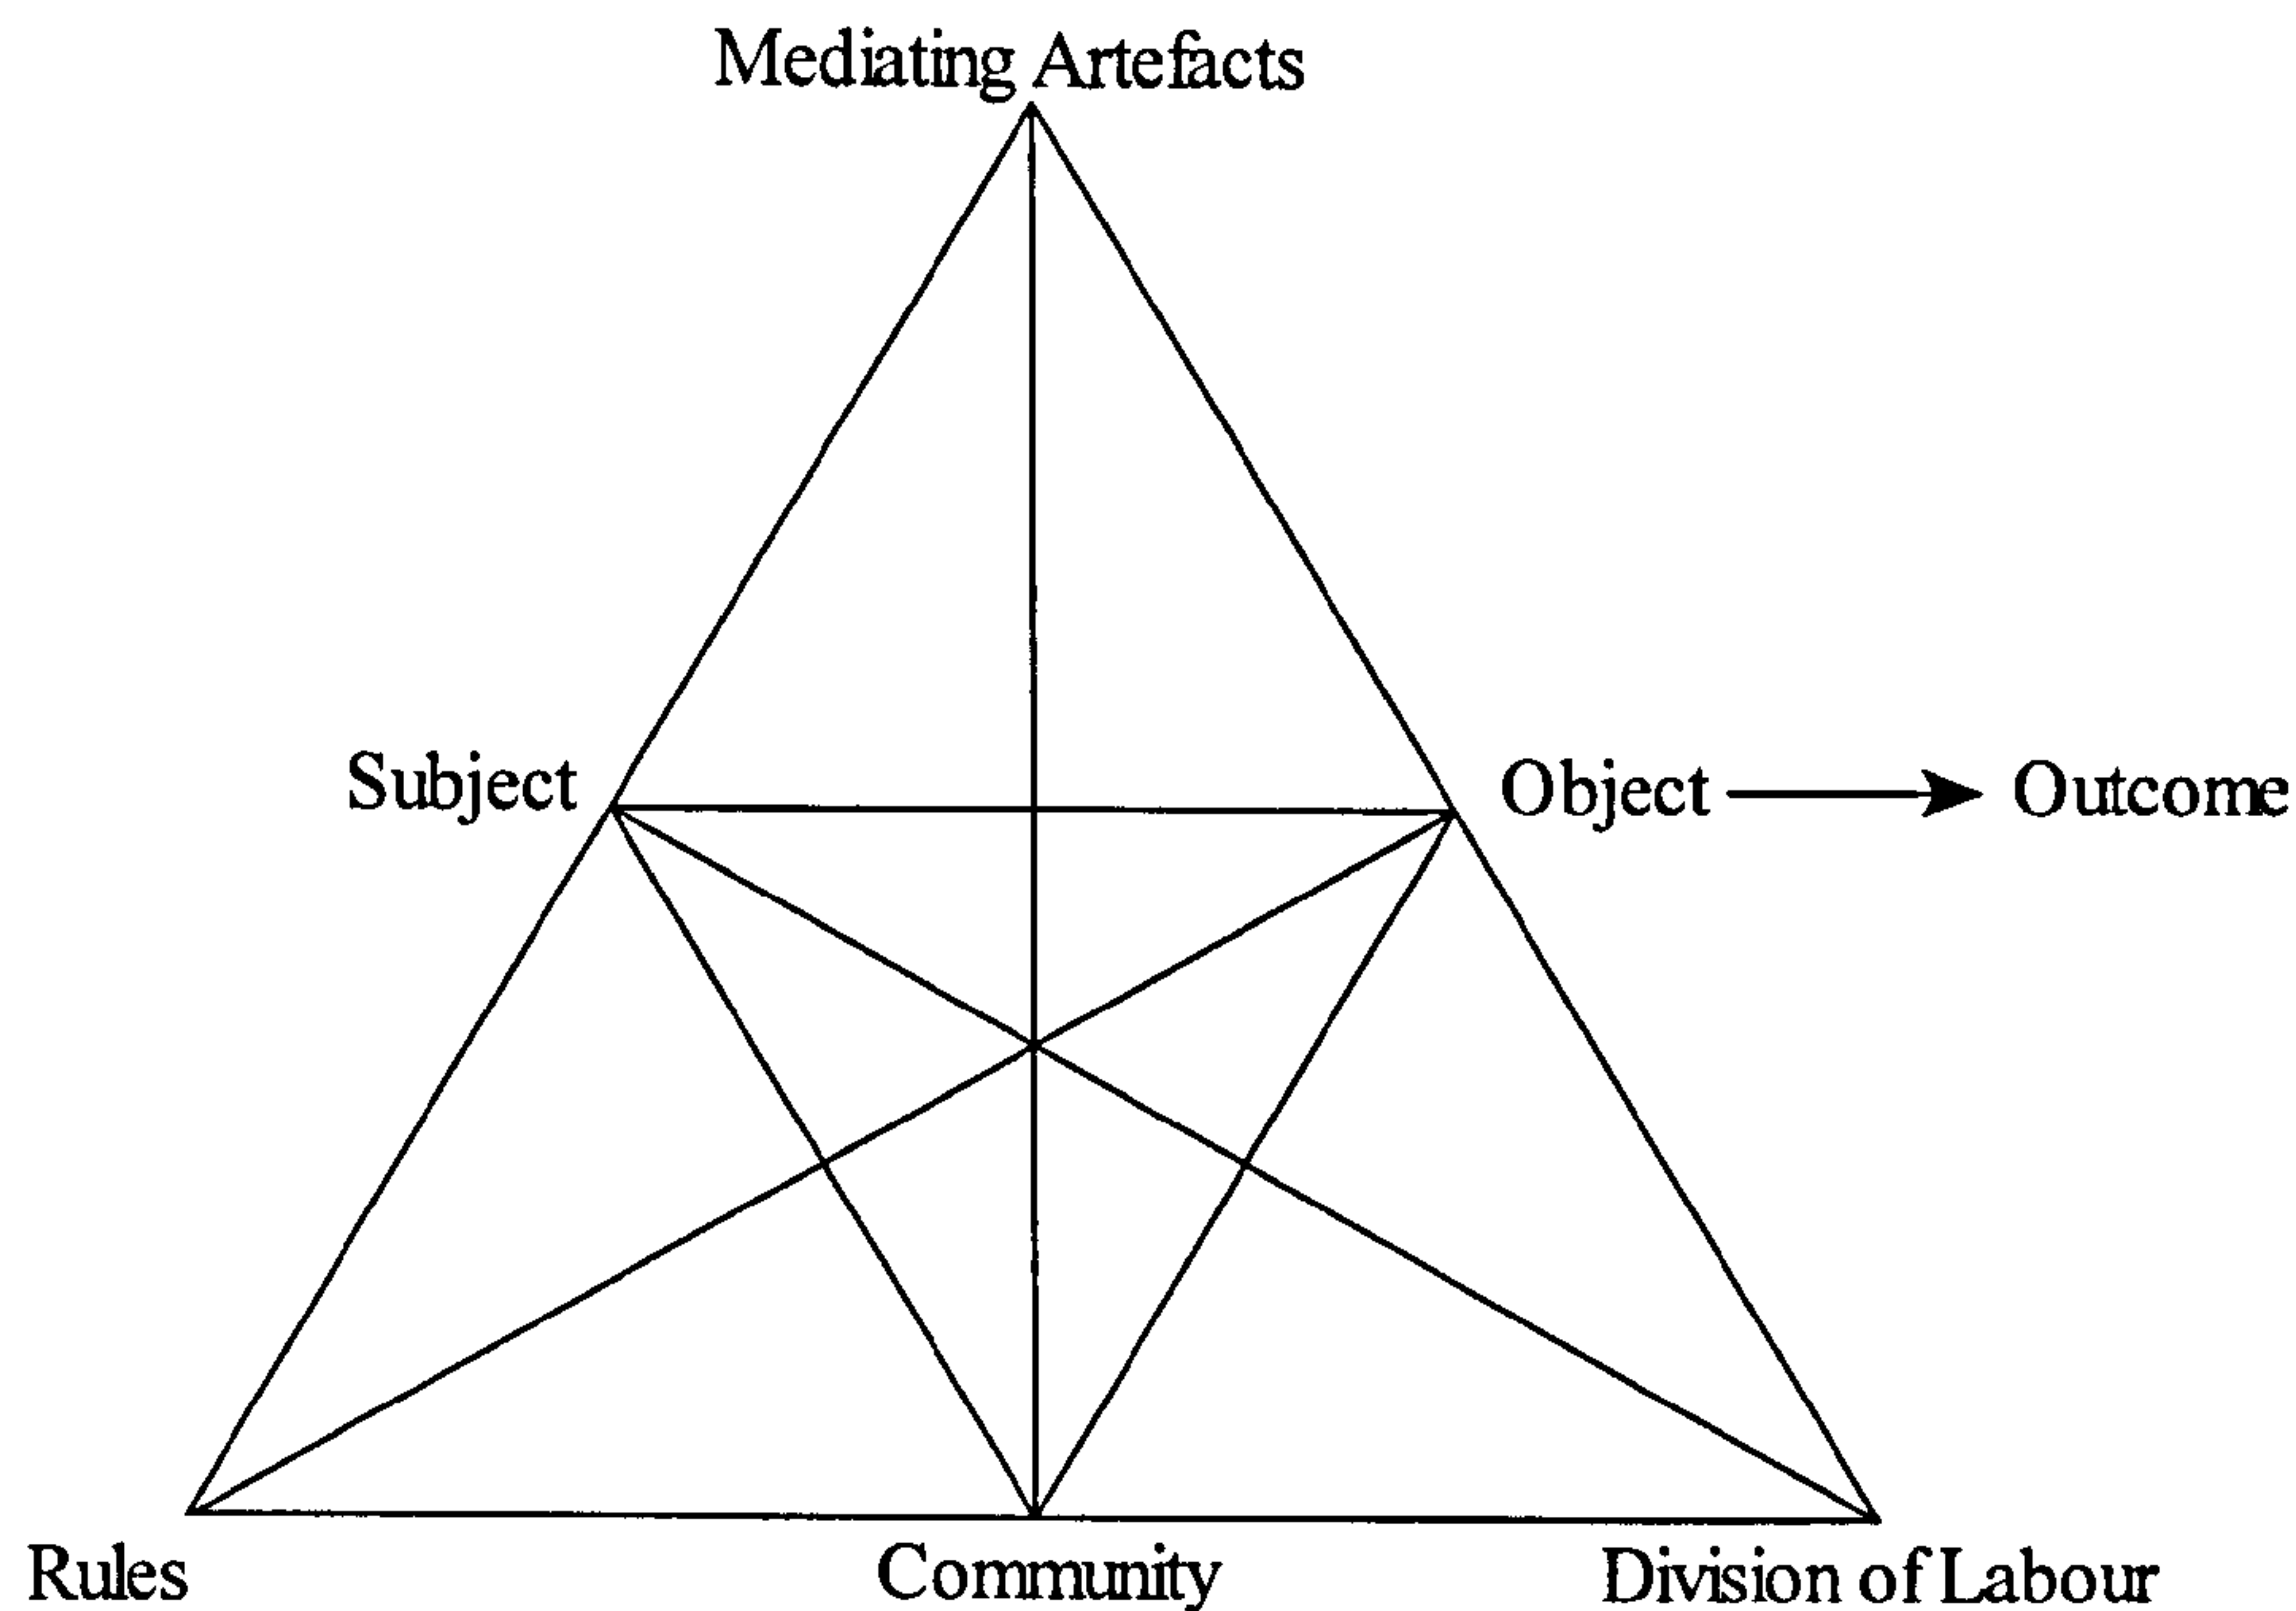 Mediating Artefacts
Subject
Object
Outcome
Rules
Community
Division of Labour